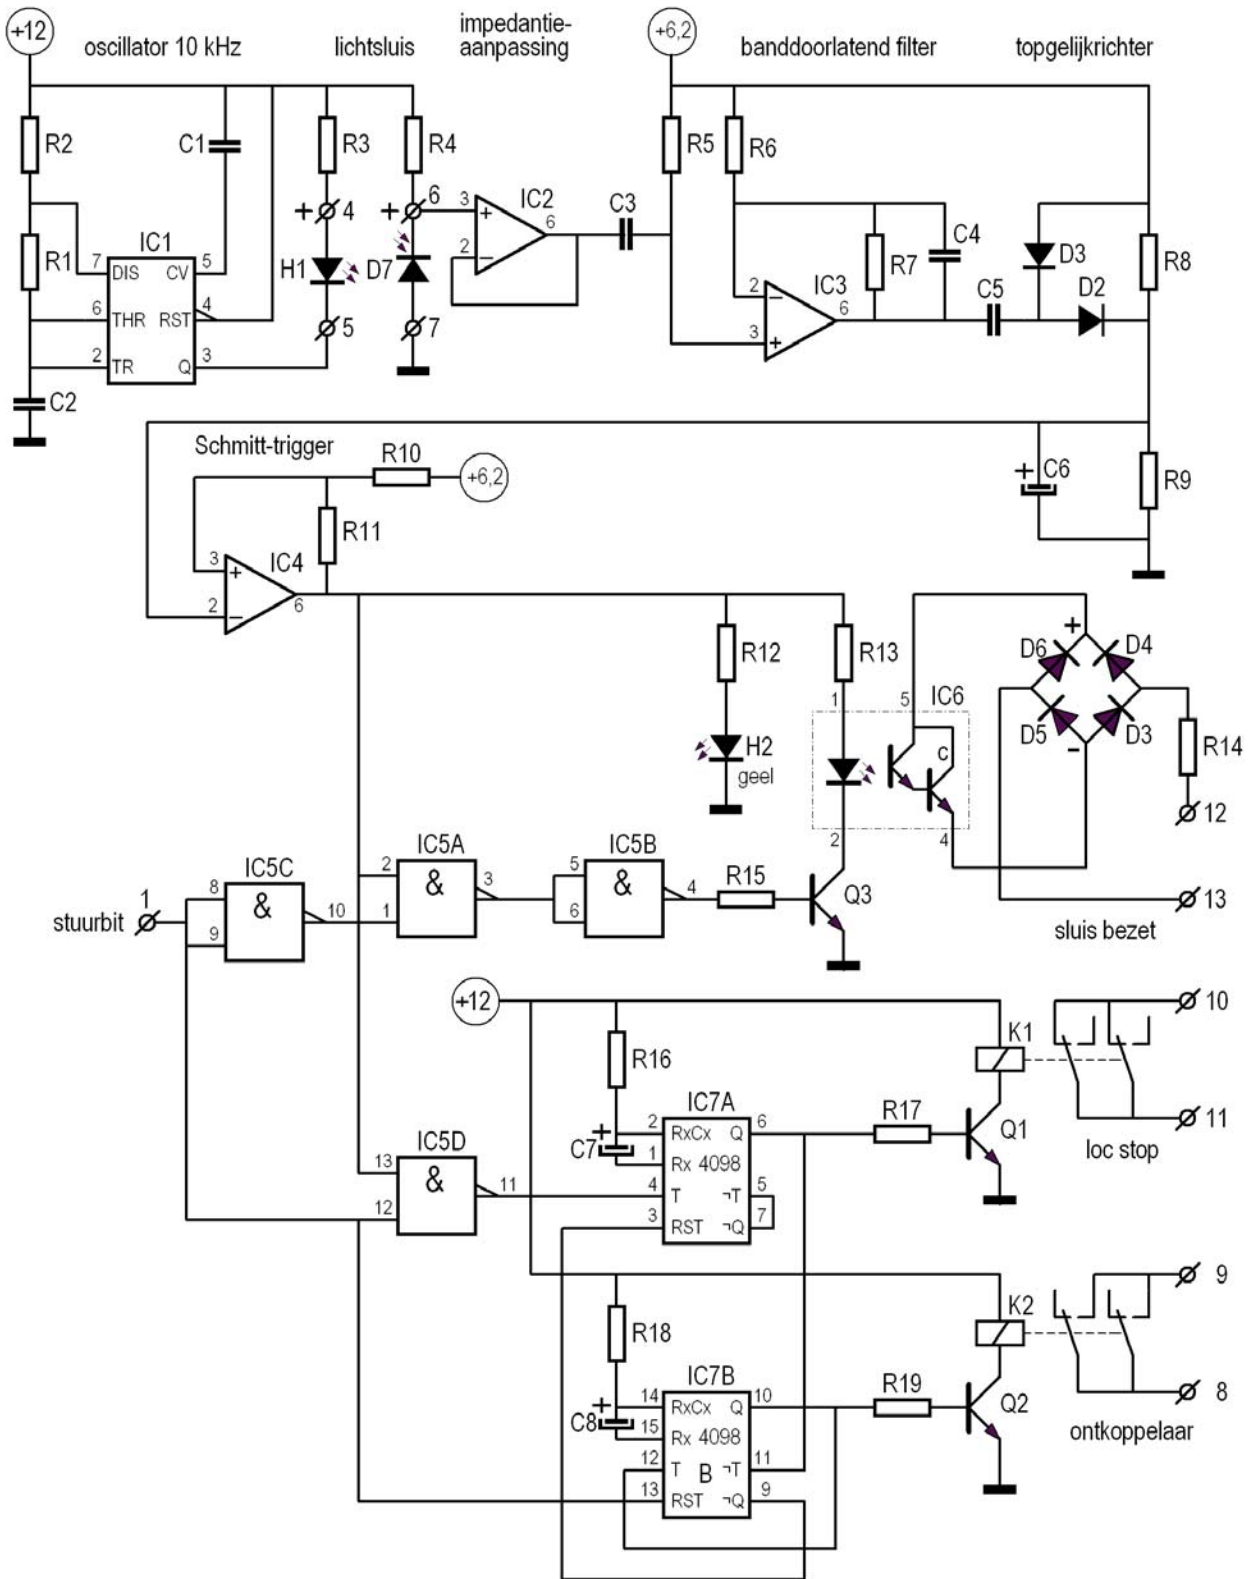 +12
oscillator 10 kHz
lichtsluis
impedantie-
aanpassing
+6,2
banddoorlatend filter
topgelijkrichter
R2
C1
R3
R4
R5
R6
+ 4
+ 6
3
+
IC2
6
2
−
C3
R7
C4
D3
R8
R1
IC1
7 DIS CV 5
6 THR RST 4
2 TR Q 3
H1
D7
5
7
IC3
2
−
3
+
6
C5
D2
C2
Schmitt-trigger
R10
+6,2
R11
+
C6
R9
IC4
3
+
2
−
6
R12
R13
H2
geel
1
5
IC6
c
2
4
+
D6
D4
D5
D3
-
R14
12
13
sluis bezet
stuurbit
1
IC5C
8
9
&
10
IC5A
2
1
&
3
IC5B
5
6
&
4
R15
Q3
+12
R16
IC7A
+
C7
2 RxCx Q 6
1 Rx 4098
4 T ¬T 5
3 RST ¬Q 7
R17
Q1
K1
10
11
loc stop
IC5D
13
12
&
11
R18
IC7B
+
C8
14 RxCx Q 10
15 Rx 4098
12 T B ¬T 11
13 RST ¬Q 9
R19
Q2
K2
9
8
ontkoppelaar